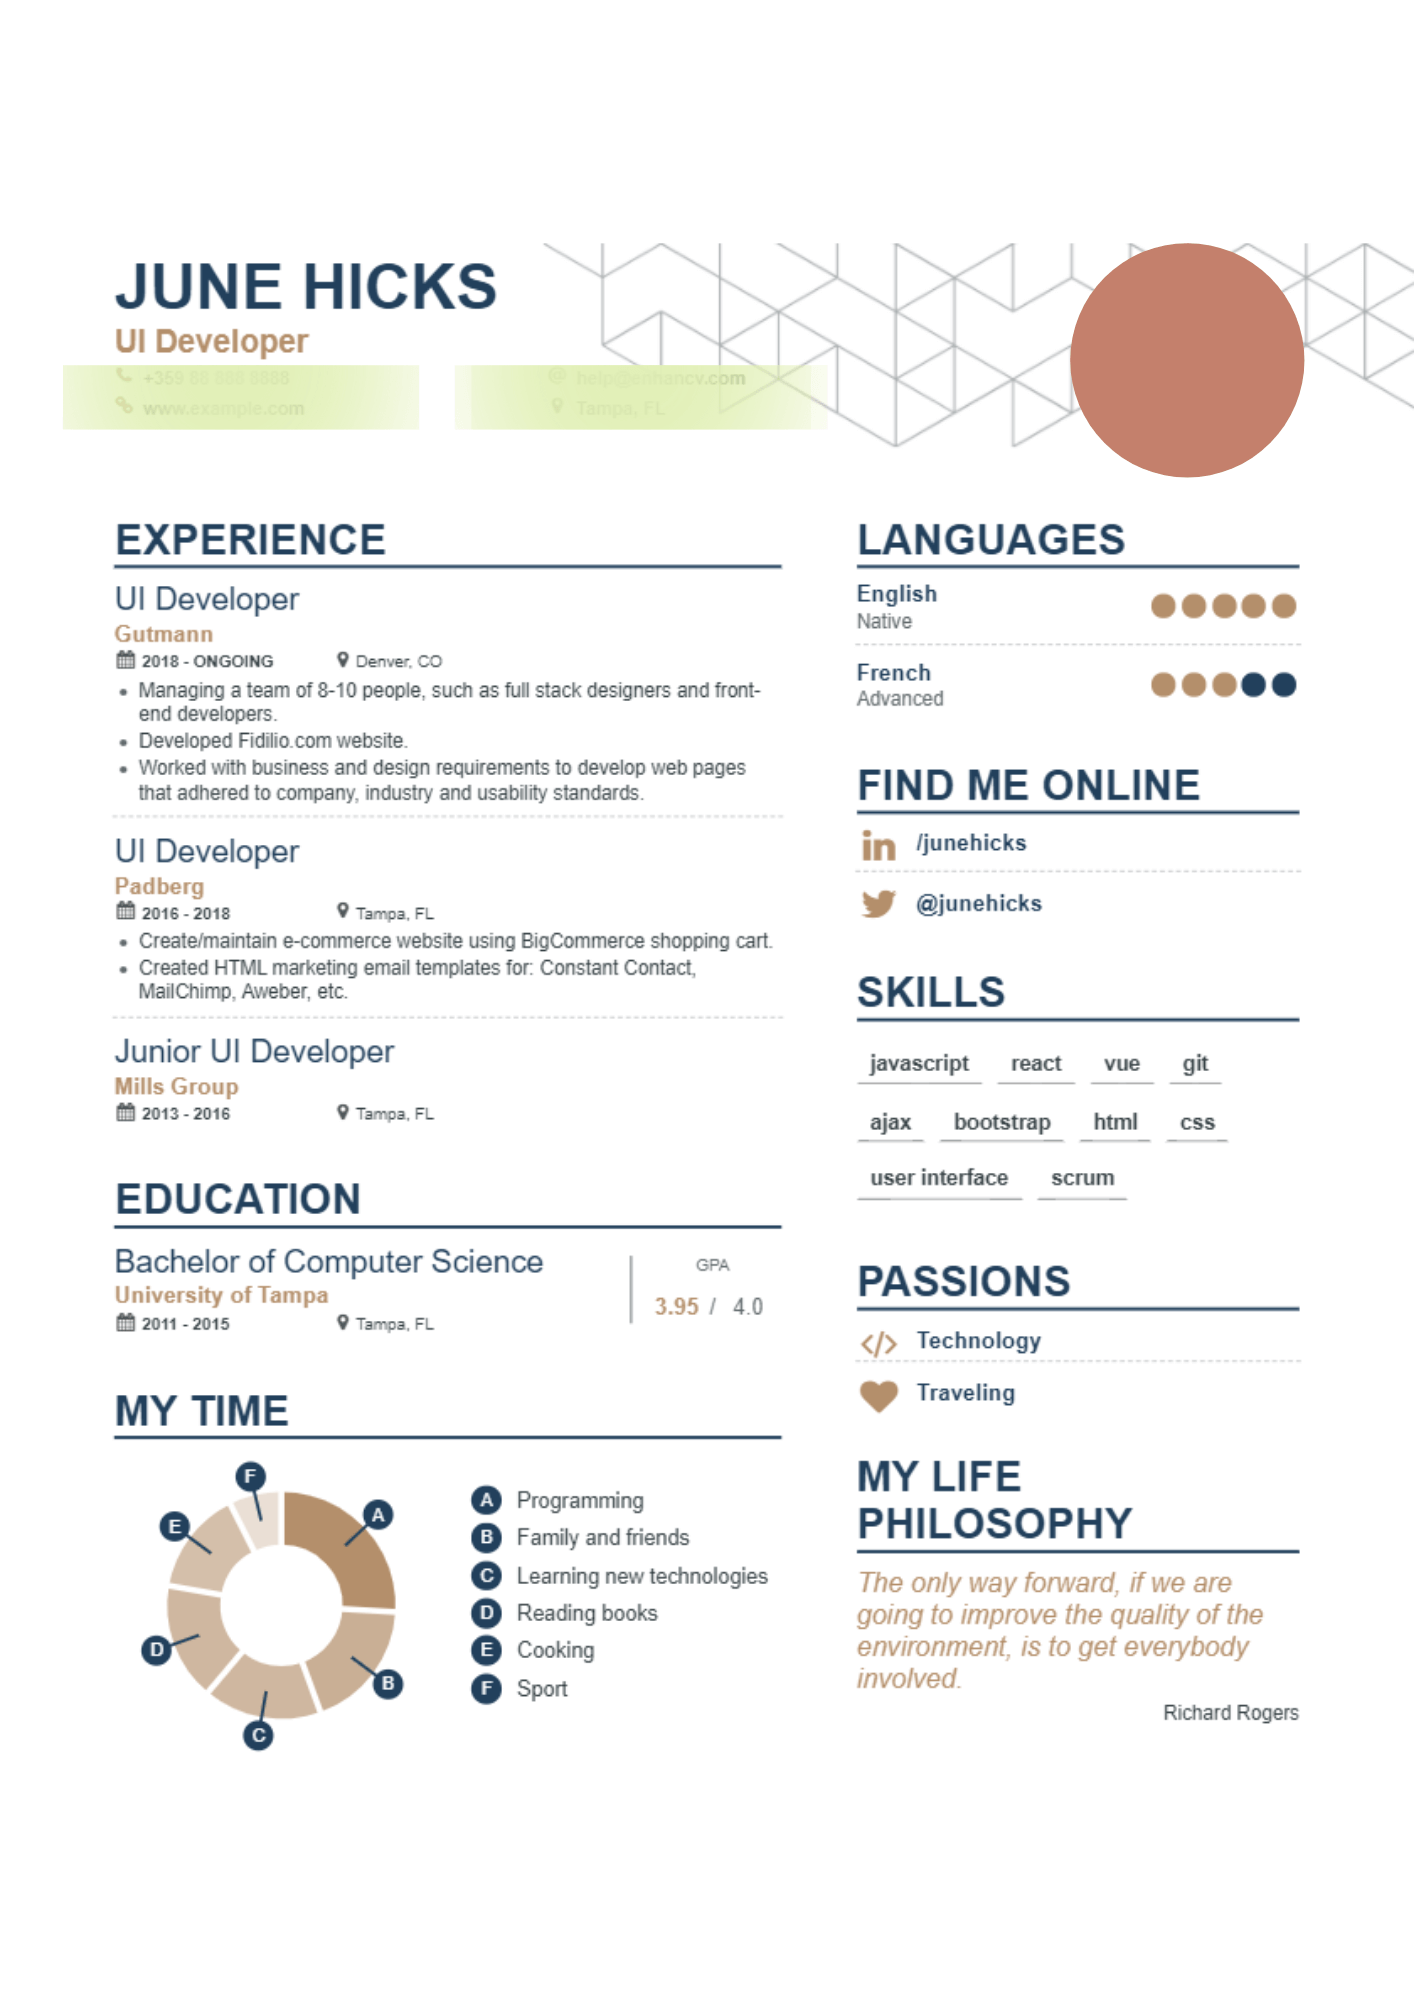 JUNE HICKS
UI Developer
+359 88 888 8888
help@enhancv.com
www.example.com
Tampa, FL
EXPERIENCE
UI Developer
Gutmann
2018 - ONGOING
Denver, CO
• Managing a team of 8-10 people, such as full stack designers and front-
end developers.
• Developed Fidilio.com website.
• Worked with business and design requirements to develop web pages
that adhered to company, industry and usability standards.
UI Developer
Padberg
2016 - 2018
Tampa, FL
• Create/maintain e-commerce website using BigCommerce shopping cart.
• Created HTML marketing email templates for: Constant Contact,
MailChimp, Aweber, etc.
Junior UI Developer
Mills Group
2013 - 2016
Tampa, FL
EDUCATION
Bachelor of Computer Science
University of Tampa
2011 - 2015
Tampa, FL
GPA
3.95 / 4.0
MY TIME
F
A
E
D
B
C
A Programming
B Family and friends
C Learning new technologies
D Reading books
E Cooking
F Sport
LANGUAGES
English
Native
French
Advanced
FIND ME ONLINE
in /junehicks
@junehicks
SKILLS
javascript react vue git
ajax bootstrap html css
user interface scrum
PASSIONS
</> Technology
Traveling
MY LIFE
PHILOSOPHY
The only way forward, if we are
going to improve the quality of the
environment, is to get everybody
involved.
Richard Rogers